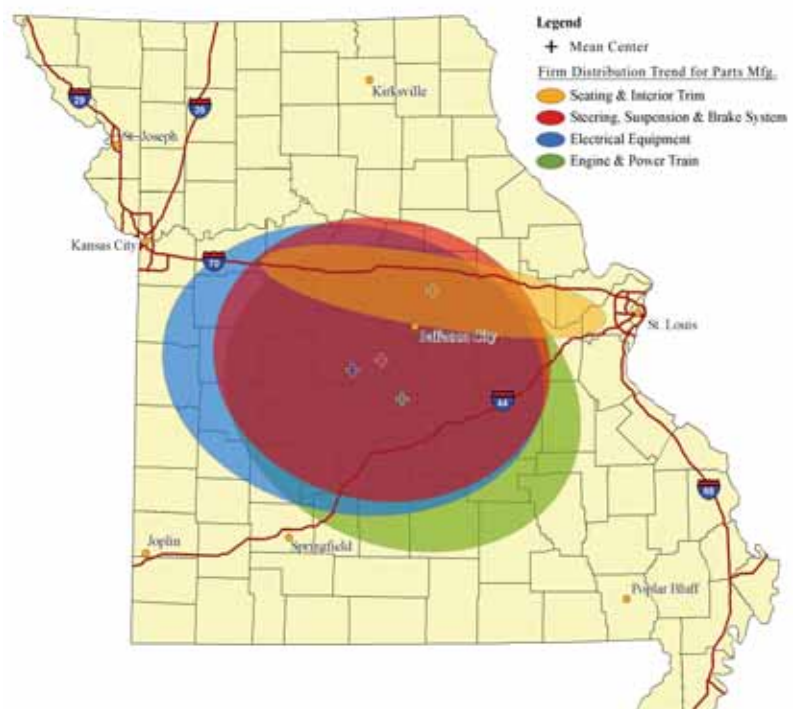 Legend
Mean Center
Firm Distribution Trend for Parts Mfg.
Seating & Interior Trim
Steering, Suspension & Brake System
Electrical Equipment
Engine & Power Train
Kirksville
29
35
St. Joseph
Kansas City
70
St. Louis
Jefferson City
44
Joplin
Springfield
Poplar Bluff